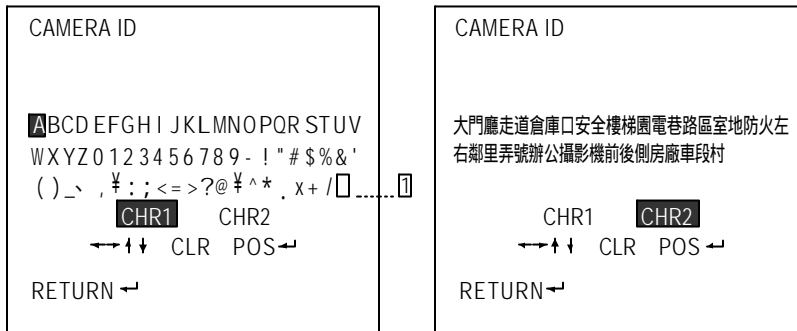 CAMERA ID
ABCDEFGHIJKLMNOPQRSTUV
WXYZ0123456789-!"#$%&'
()_、,¥:;<=>?@¥^*.x+/□......1
CHR1 CHR2
←→↑↓ CLR POS↵
RETURN↵
CAMERA ID
大門廳走道倉庫口安全樓梯園電巷路區室地防火左
右鄰里弄號辦公攝影機前後側房廠車段村
CHR1 CHR2
←→↑↓ CLR POS↵
RETURN↵